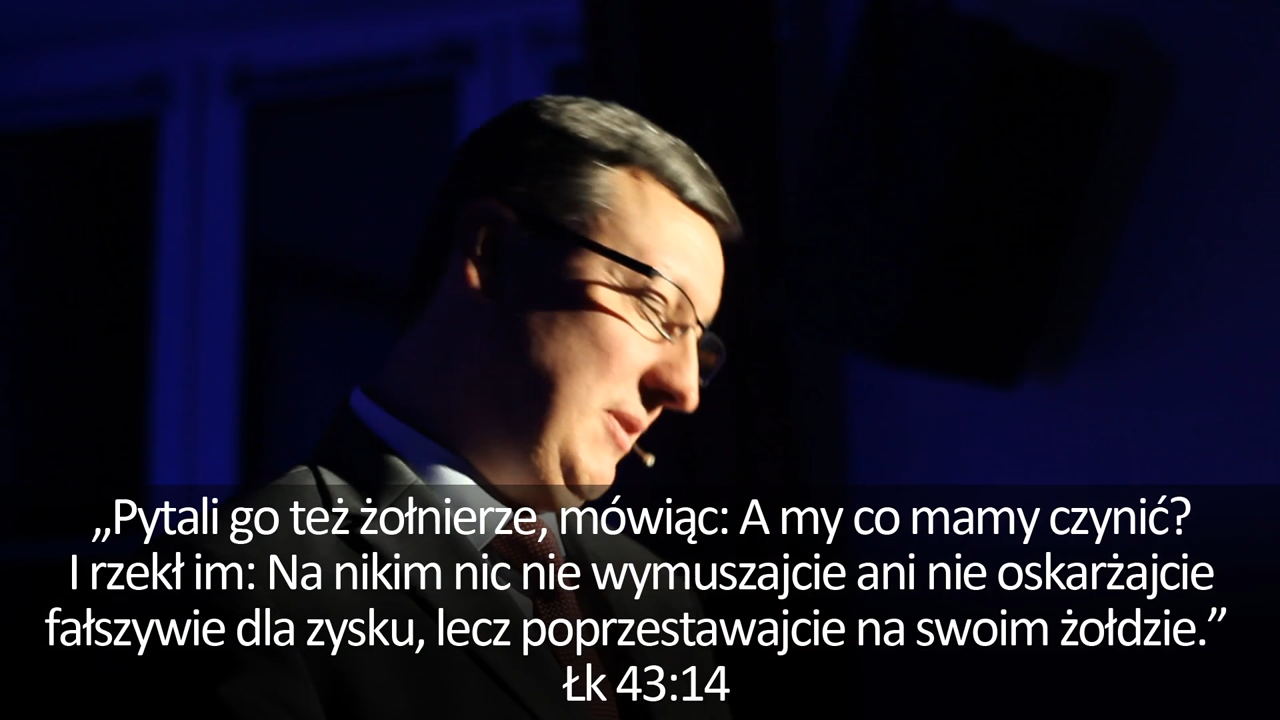 „Pytali go też żołnierze, mówiąc: A my co mamy czynić?
I rzekł im: Na nikim nic nie wymuszajcie ani nie oskarżajcie
fałszywie dla zysku, lecz poprzestawajcie na swoim żołdzie.”
Łk 43:14